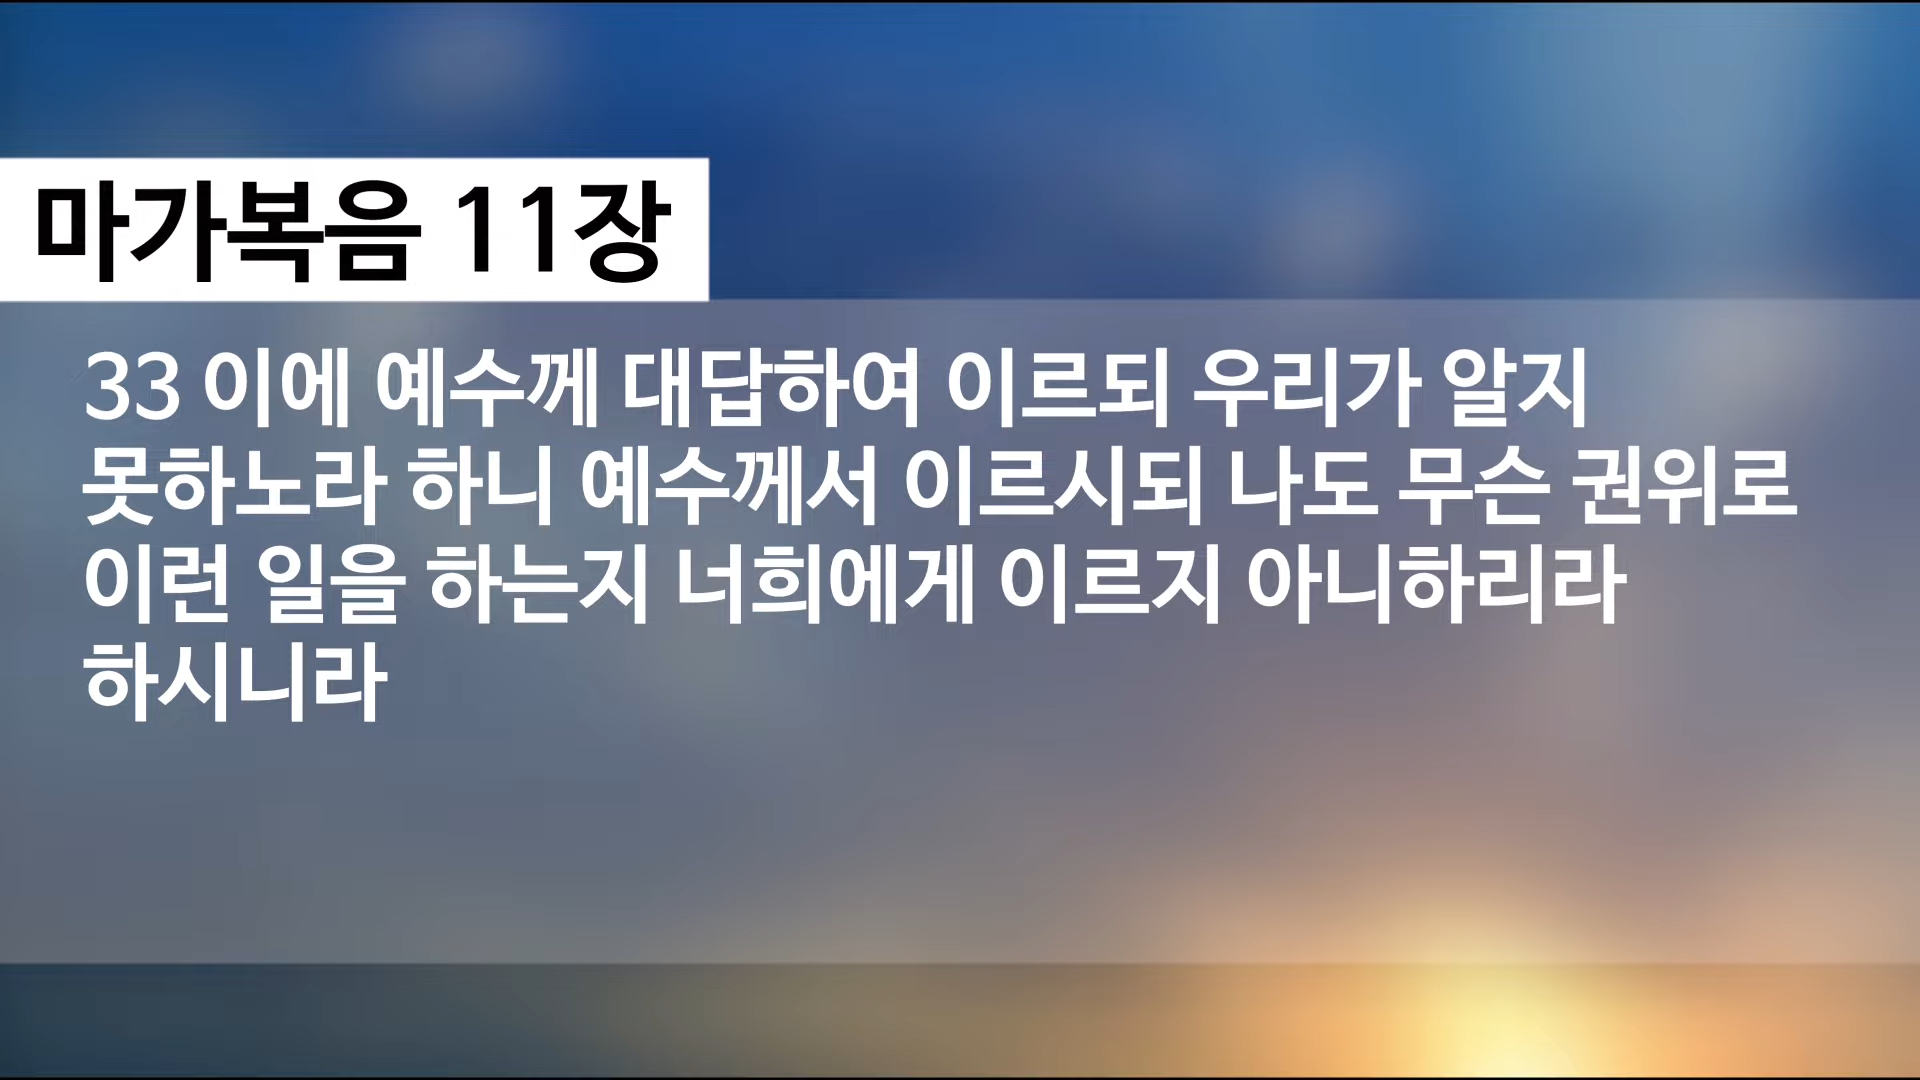 마가복음 11장
33 이에 예수께 대답하여 이르되 우리가 알지
못하노라 하니 예수께서 이르시되 나도 무슨 권위로
이런 일을 하는지 너희에게 이르지 아니하리라
하시니라